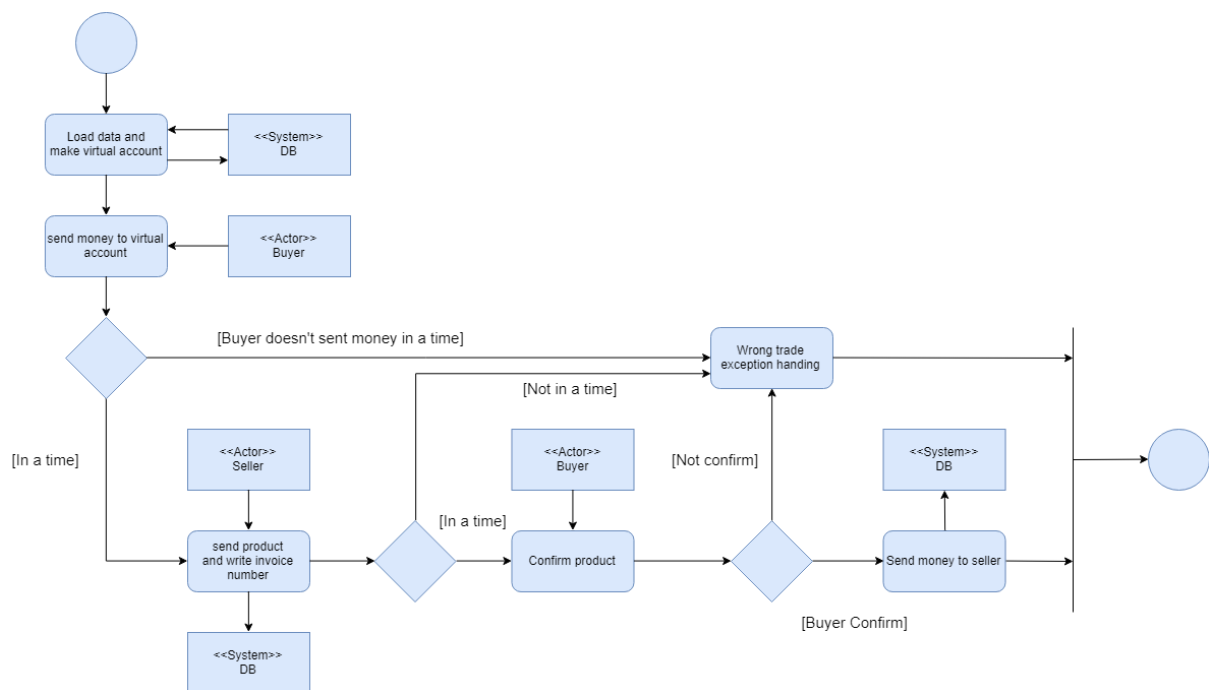 Load data and
make virtual account
<<System>>
DB
send money to virtual
account
<<Actor>>
Buyer
[Buyer doesn't sent money in a time]
Wrong trade
exception handing
[Not in a time]
[In a time]
<<Actor>>
Seller
<<Actor>>
Buyer
[Not confirm]
<<System>>
DB
[In a time]
send product
and write invoice
number
Confirm product
Send money to seller
[Buyer Confirm]
<<System>>
DB